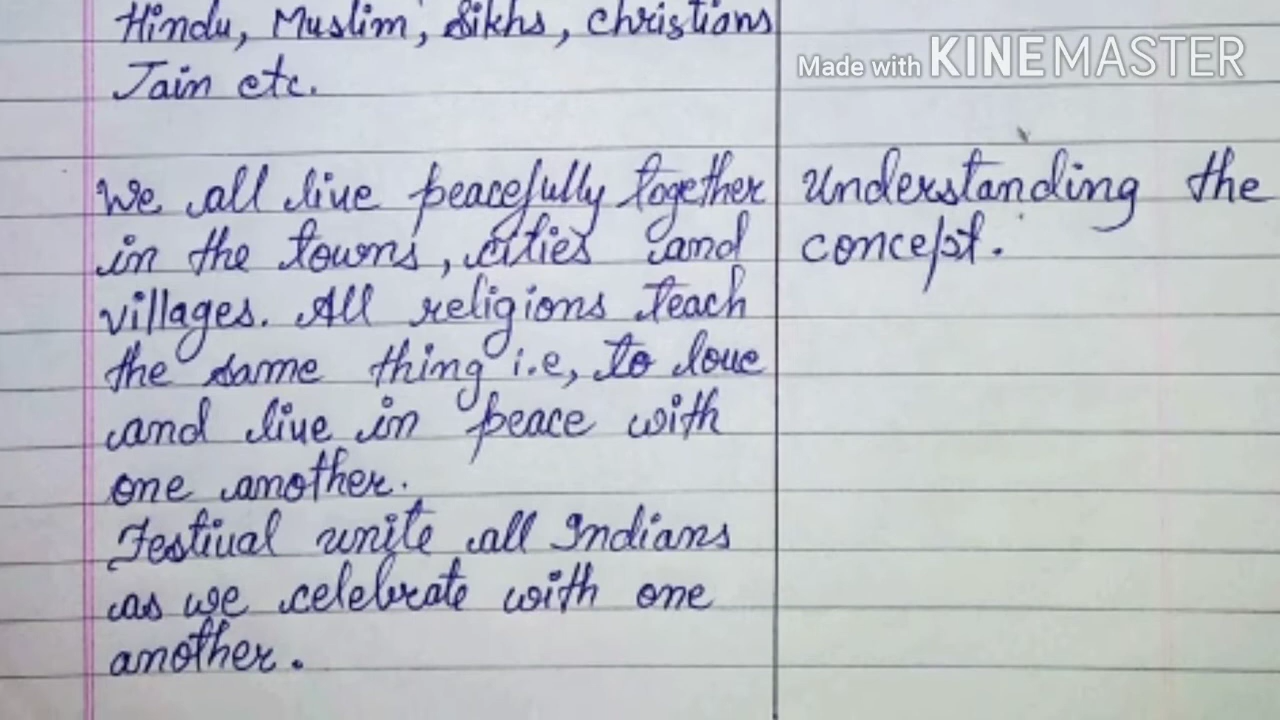 Hindu, Muslim, Sikhs, Christians
Jain etc.
Made with KINEMASTER
We all live peacefully together
in the towns, cities and
villages. All religions teach
the same thing i.e, to love
and live in peace with
one another.
Festival unite all Indians
as we celebrate with one
another.
Understanding the
concept.